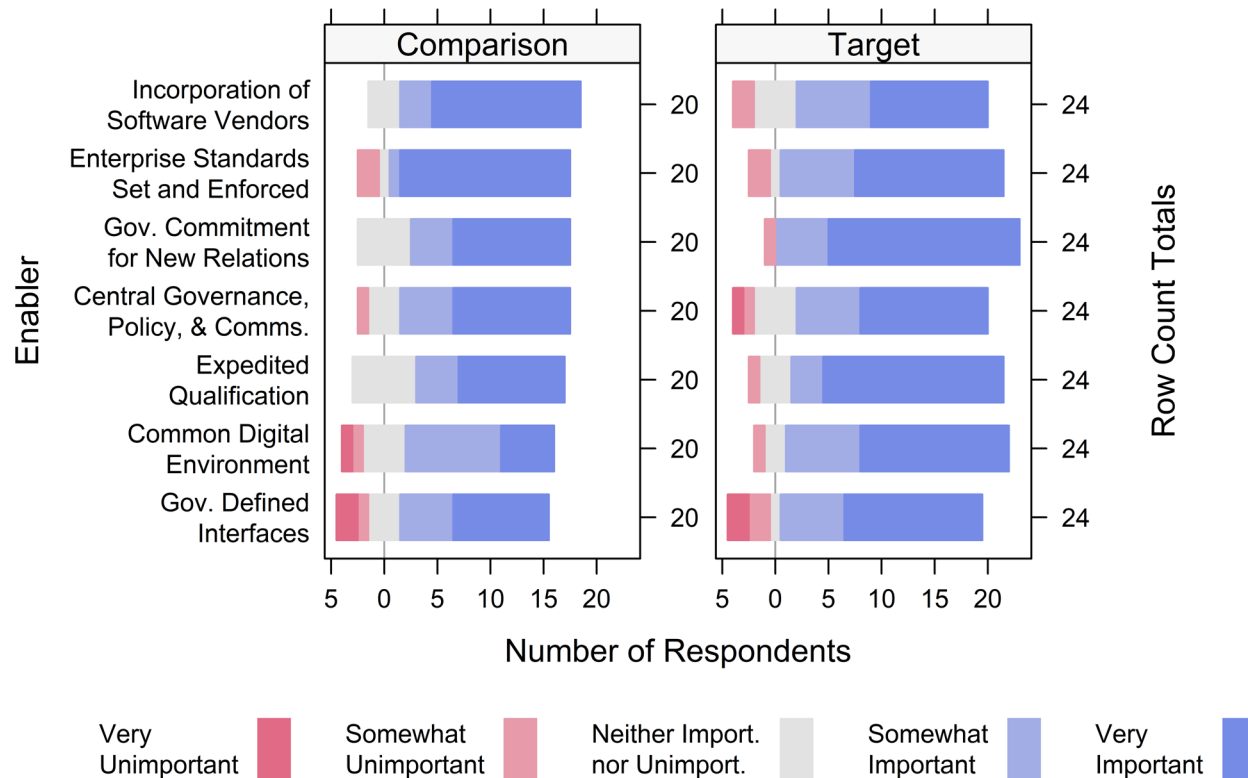 Comparison
Target
Enabler
Incorporation of
Software Vendors
20
24
Enterprise Standards
Set and Enforced
20
24
Gov. Commitment
for New Relations
20
24
Central Governance,
Policy, & Comms.
20
24
Expedited
Qualification
20
24
Common Digital
Environment
20
24
Gov. Defined
Interfaces
20
24
Row Count Totals
5 0 5 10 15 20
5 0 5 10 15 20
Number of Respondents
Very
Unimportant
Somewhat
Unimportant
Neither Import.
nor Unimport.
Somewhat
Important
Very
Important